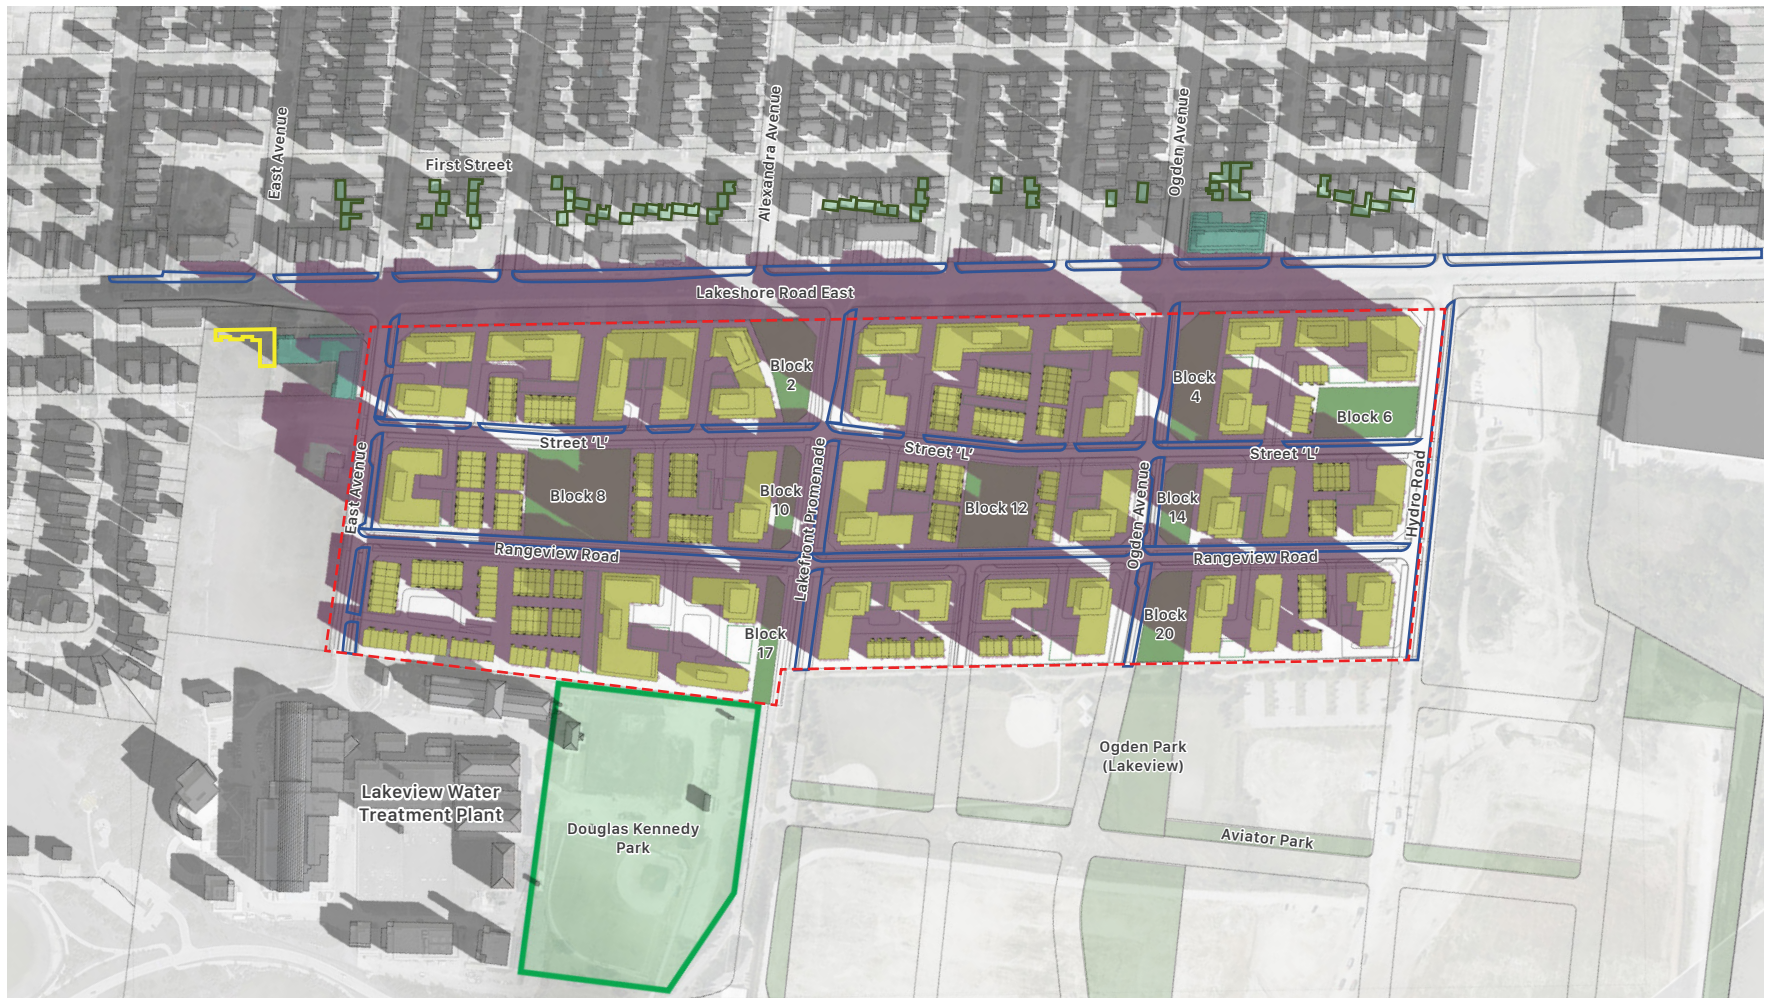 East Avenue
First Street
Alexandra Avenue
Ogden Avenue
Lakeshore Road East
Block
2
Block
4
Block 6
Street 'L'
Street 'L'
Street 'L'
East Avenue
Block 8
Block
10
Lakefront Promenade
Block 12
Ogden Avenue
Block
14
Hydro Road
Rangeview Road
Rangeview Road
Block
17
Block
20
Ogden Park
(Lakeview)
Lakeview Water
Treatment Plant
Douglas Kennedy
Park
Aviator Park